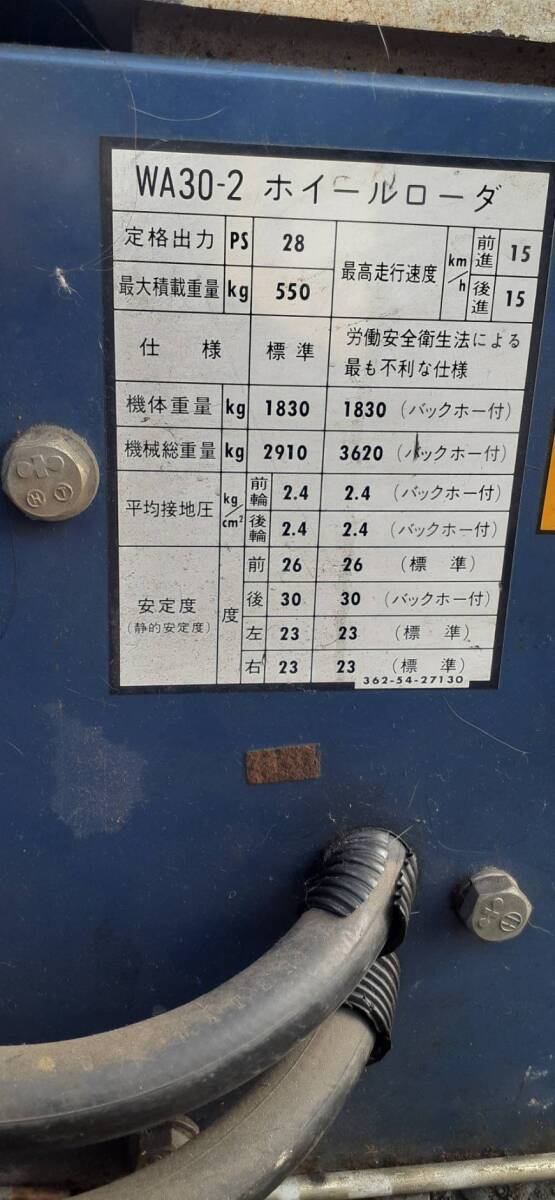 WA30-2 ホイールローダ
定格出力 PS 28 最高走行速度 km/h 前進 15
最大積載重量 kg 550 後進 15
仕様 標準 労働安全衛生法による
最も不利な仕様
機体重量 kg 1830 1830 (バックホー付)
機械総重量 kg 2910 3620 (バックホー付)
平均接地圧 kg/cm² 前輪 2.4 2.4 (バックホー付)
後輪 2.4 2.4 (バックホー付)
安定度 (静的安定度) 度 前 26 26 (標準)
後 30 30 (バックホー付)
左 23 23 (標準)
右 23 23 (標準)
362-54-27130